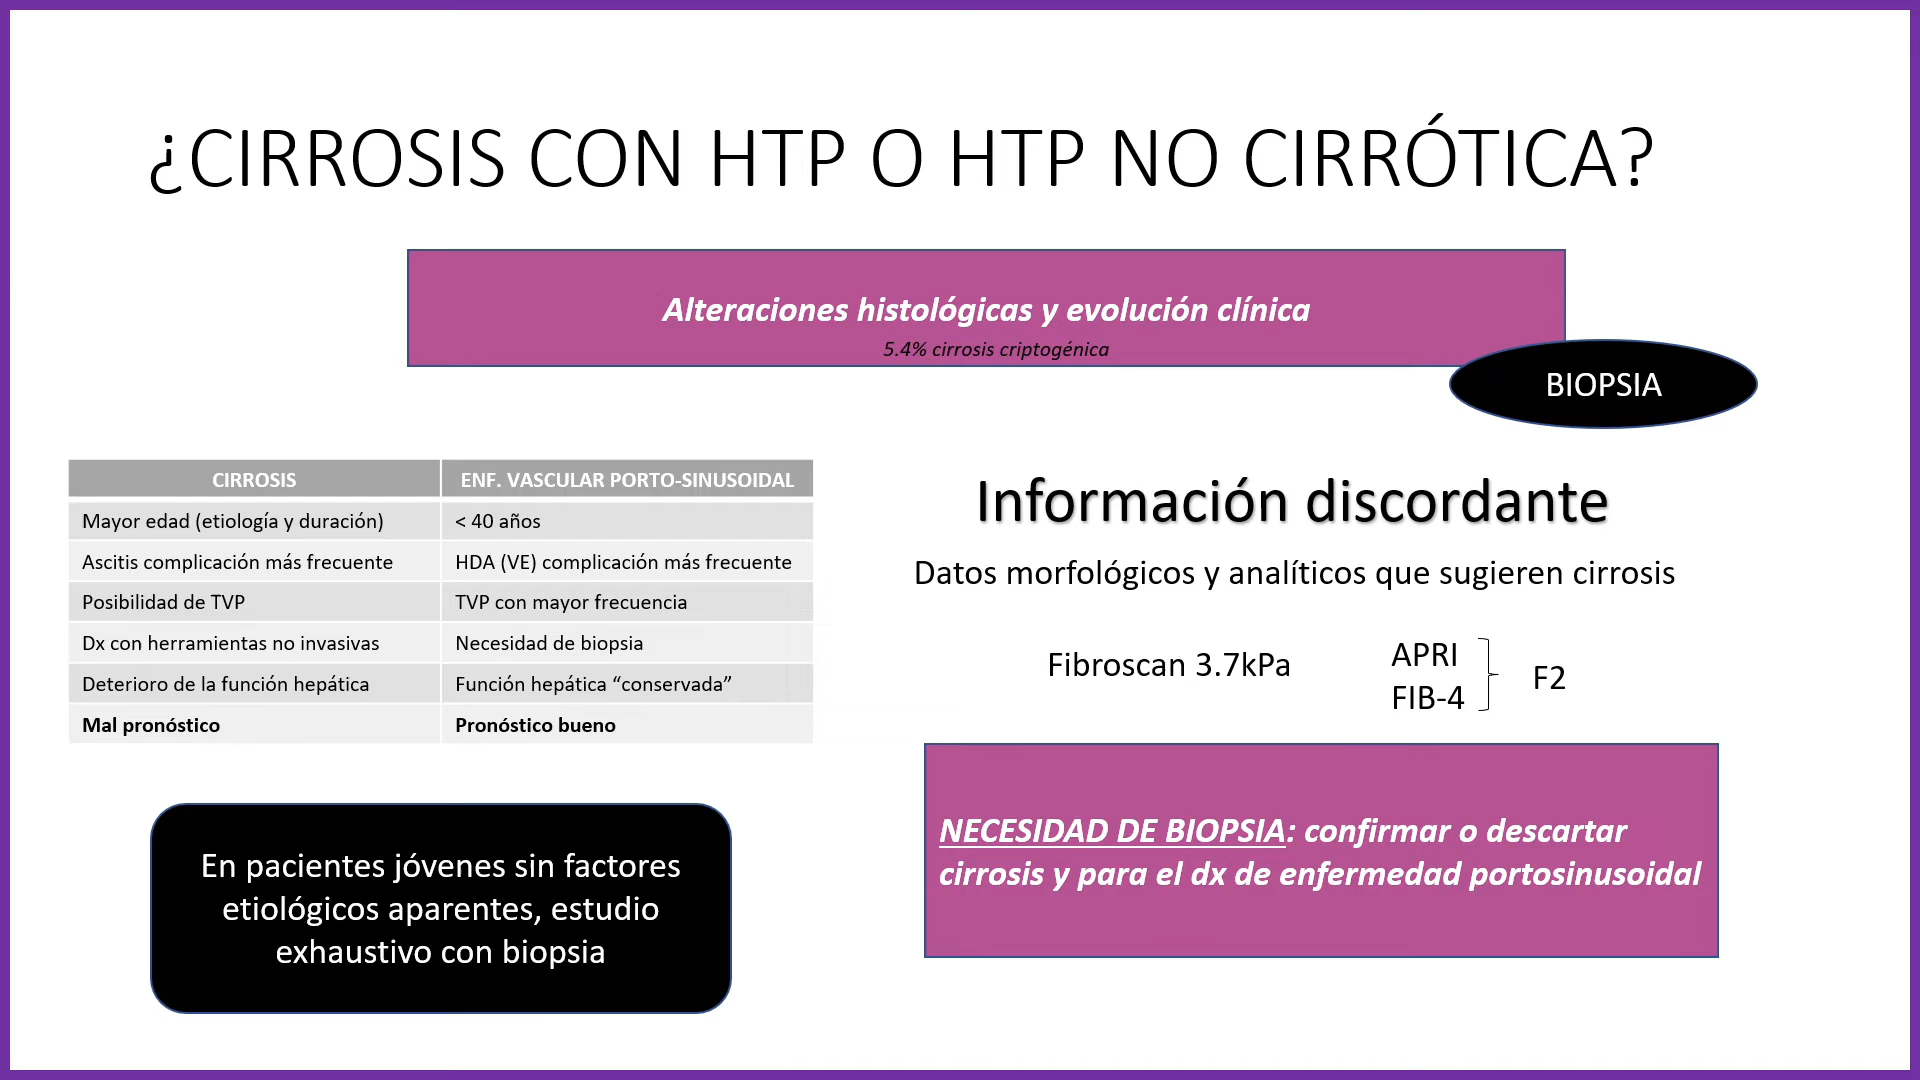 ¿CIRROSIS CON HTP O HTP NO CIRRÓTICA?
Alteraciones histológicas y evolución clínica
5.4% cirrosis criptogénica
BIOPSIA
CIRROSIS ENF. VASCULAR PORTO-SINUSOIDAL
Mayor edad (etiología y duración) < 40 años
Ascitis complicación más frecuente HDA (VE) complicación más frecuente
Posibilidad de TVP TVP con mayor frecuencia
Dx con herramientas no invasivas Necesidad de biopsia
Deterioro de la función hepática Función hepática “conservada”
Mal pronóstico Pronóstico bueno
En pacientes jóvenes sin factores
etiológicos aparentes, estudio
exhaustivo con biopsia
Información discordante
Datos morfológicos y analíticos que sugieren cirrosis
Fibroscan 3.7kPa
APRI
FIB-4
F2
NECESIDAD DE BIOPSIA: confirmar o descartar
cirrosis y para el dx de enfermedad portosinusoidal